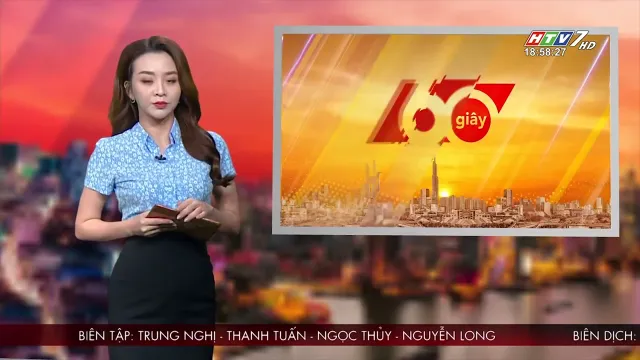 HTV7 HD
18:58:27
60 giây
BIÊN TẬP: TRUNG NGHỊ - THANH TUẤN - NGỌC THỦY - NGUYỄN LONG
BIÊN DỊCH: